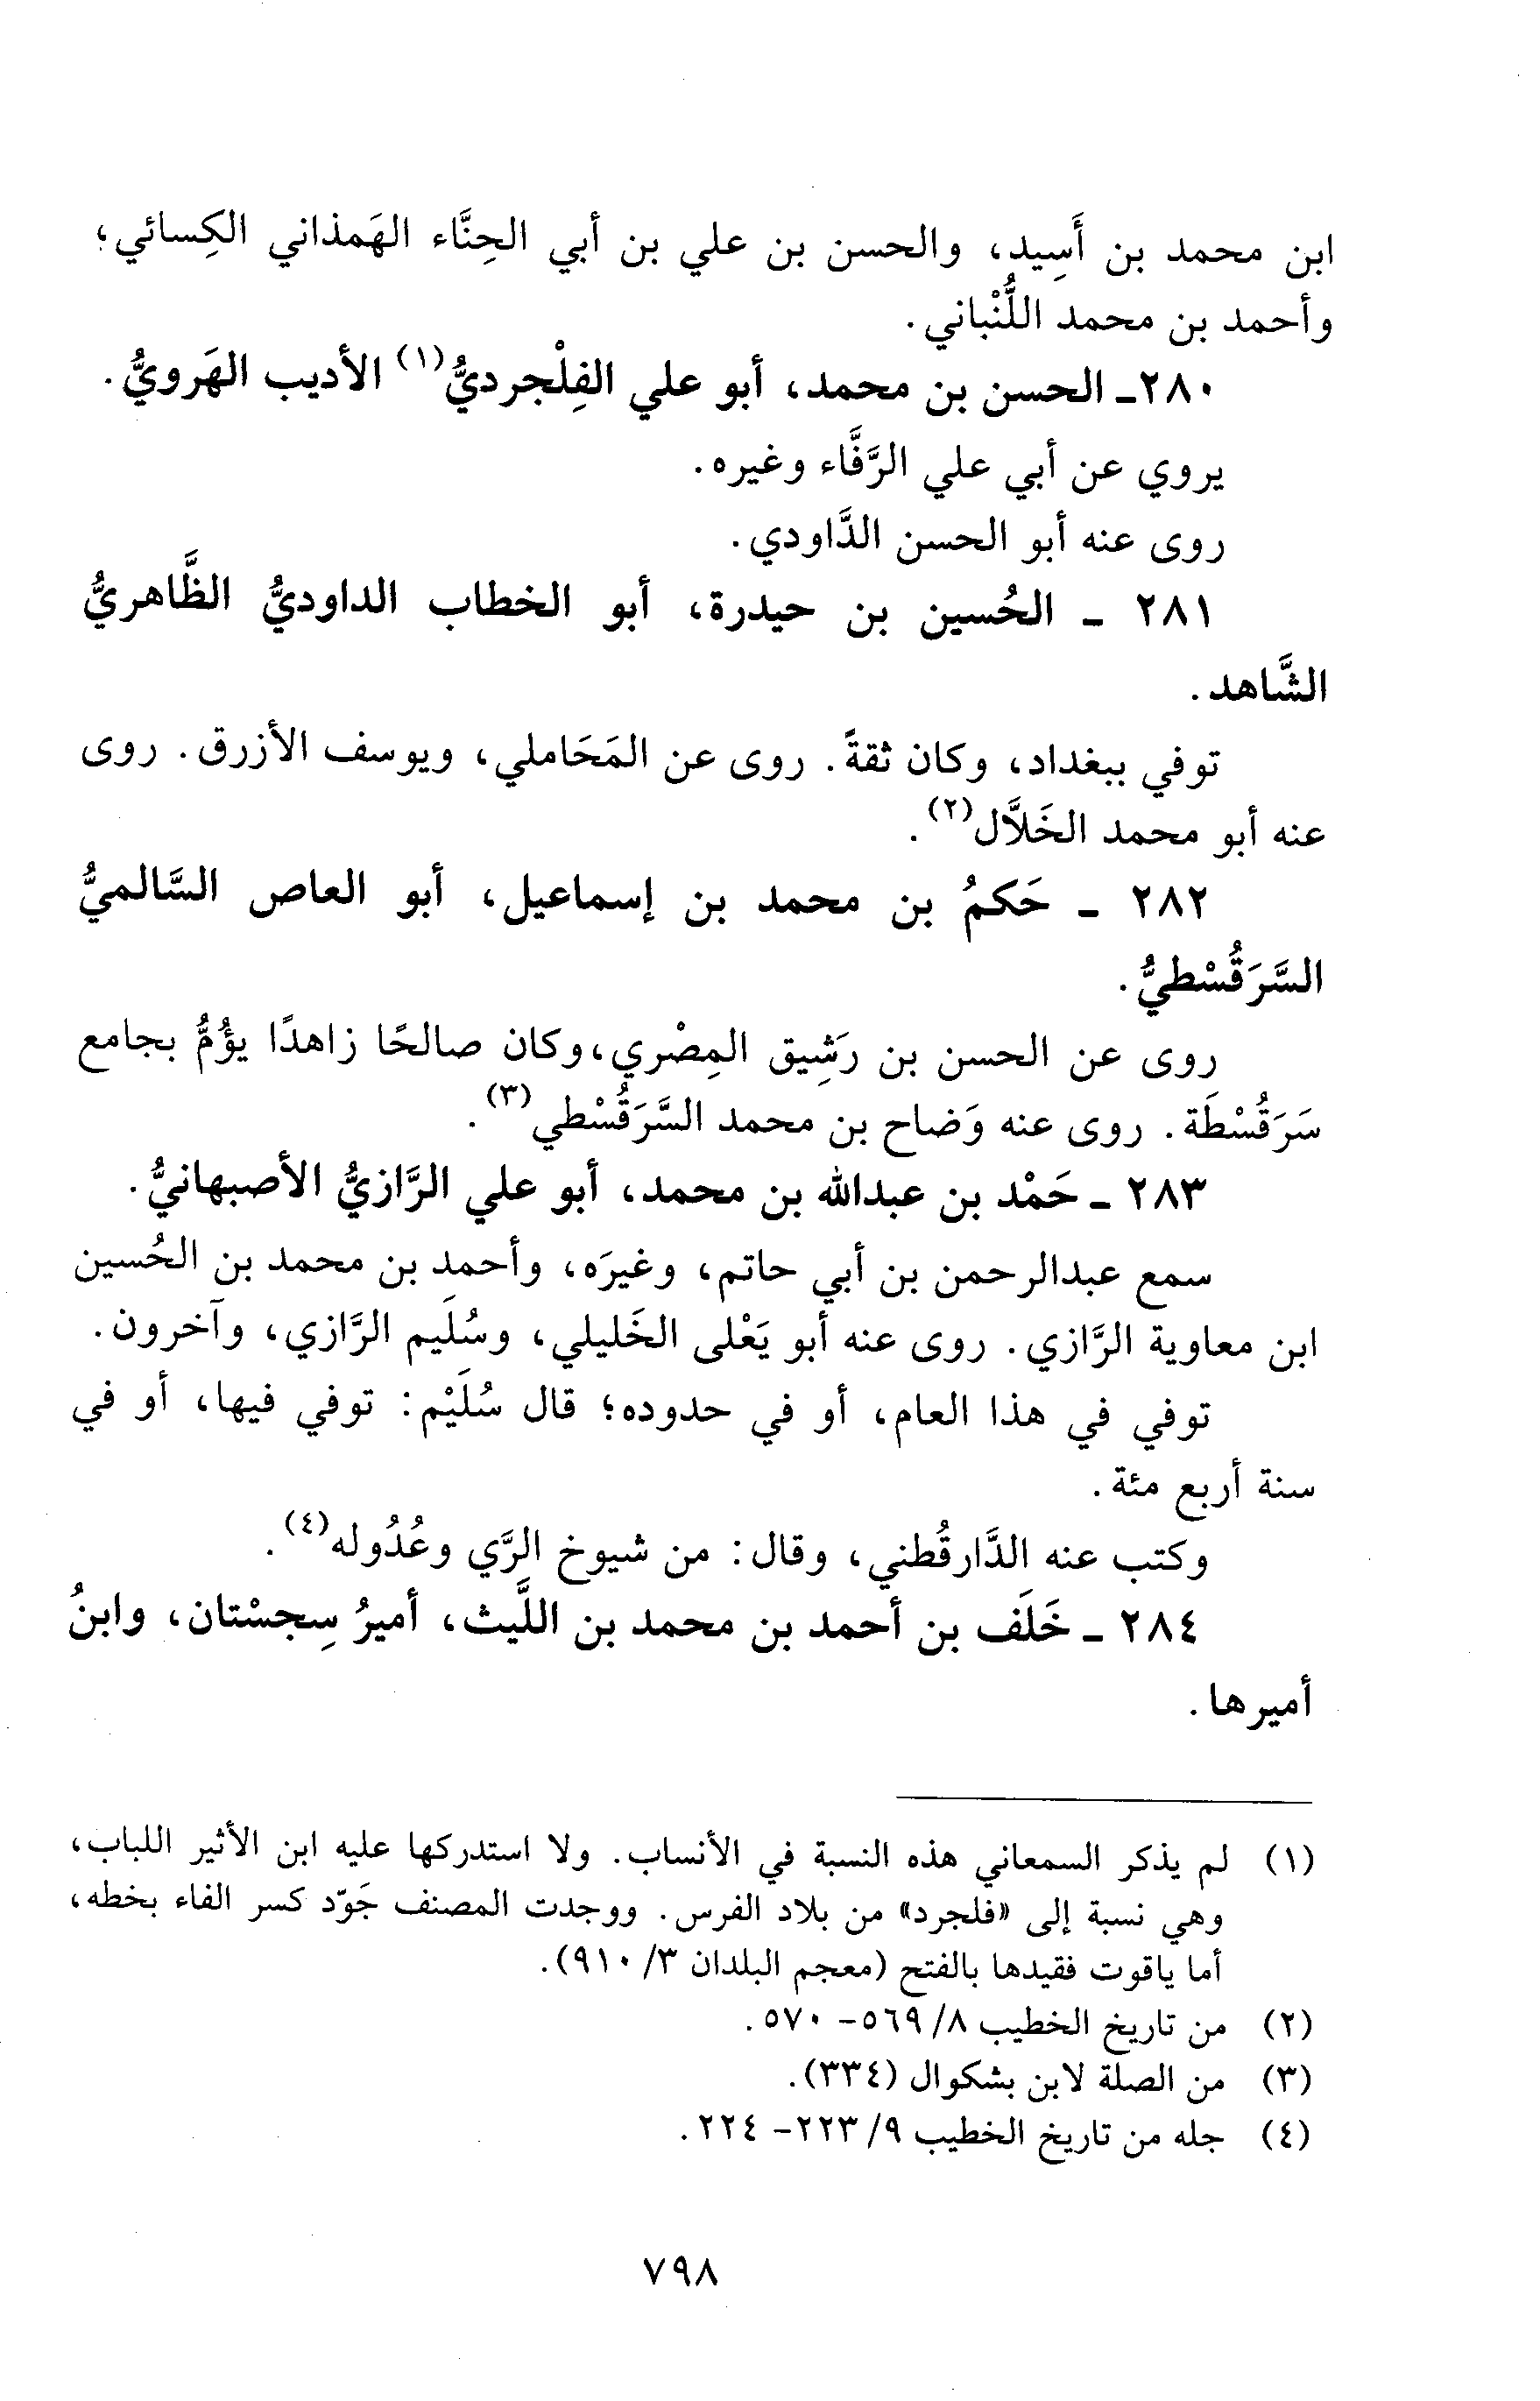 ابن محمد بن أَسِيد، والحسن بن علي بن أبي الحِنَّاء الهَمذاني الكِسائي؛
وأحمد بن محمد اللُّنْباني.
٢٨٠ـ الحسن بن محمد، أبو علي الفِلْجرديُّ(١) الأديب الهَرويُّ.
يروي عن أبي علي الرَّفَّاء وغيره.
روى عنه أبو الحسن الدَّاودي.
٢٨١ ـ الحُسين بن حيدرة، أبو الخطاب الداوديُّ الظَّاهريُّ
الشَّاهد.
توفي ببغداد، وكان ثقةً. روى عن المَحَاملي، ويوسف الأزرق. روى
عنه أبو محمد الخَلاَّل(٢).
٢٨٢ ـ حَكمُ بن محمد بن إسماعيل، أبو العاص السَّالميُّ
السَّرَقُسْطيُّ.
روى عن الحسن بن رَشِيق المِصْري، وكان صالحًا زاهدًا يؤُمُّ بجامع
سَرَقُسْطَة. روى عنه وَضاح بن محمد السَّرَقُسْطي(٣).
٢٨٣ ـ حَمْد بن عبدالله بن محمد، أبو علي الرَّازيُّ الأصبهانيُّ.
سمع عبدالرحمن بن أبي حاتم، وغيرَه، وأحمد بن محمد بن الحُسين
ابن معاوية الرَّازي. روى عنه أبو يَعْلى الخَليلي، وسُلَيم الرَّازي، وآخرون.
توفي في هذا العام، أو في حدوده؛ قال سُلَيْم: توفي فيها، أو في
سنة أربع مئة.
وكتب عنه الدَّارقُطني، وقال: من شيوخ الرَّي وعُدُوله(٤).
٢٨٤ ـ خَلَف بن أحمد بن محمد بن اللَّيث، أميرُ سِجسْتان، وابنُ
أميرها.
(١) لم يذكر السمعاني هذه النسبة في الأنساب. ولا استدركها عليه ابن الأثير اللباب،
وهي نسبة إلى «فلجرد» من بلاد الفرس. ووجدت المصنف جَوّد كسر الفاء بخطه،
أما ياقوت فقيدها بالفتح (معجم البلدان ٣/ ٩١٠).
(٢) من تاريخ الخطيب ٨/ ٥٦٩- ٥٧٠.
(٣) من الصلة لابن بشكوال (٣٣٤).
(٤) جله من تاريخ الخطيب ٩/ ٢٢٣- ٢٢٤.
٧٩٨